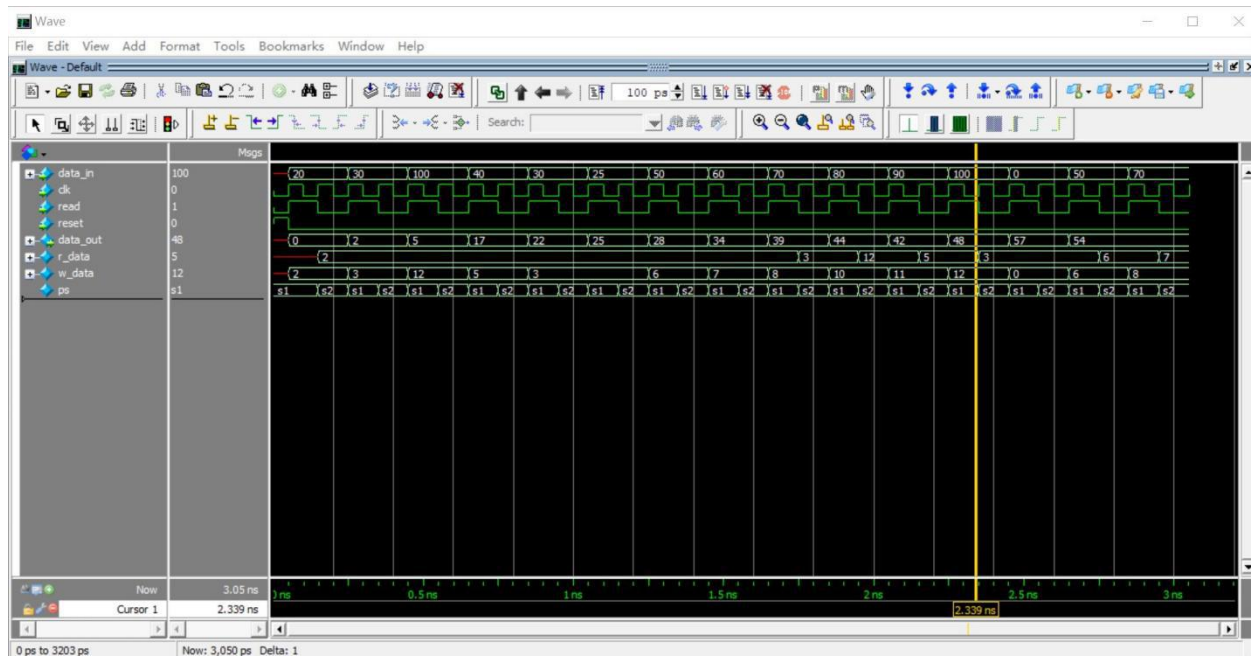 Wave
File Edit View Add Format Tools Bookmarks Window Help
Wave - Default
100 ps
Search:
Msgs
data_in 100 20 30 100 40 30 25 50 60 70 80 90 100 0 50 70
clk 0
read 1
reset 0
data_out 48 0 2 5 17 22 25 28 34 39 44 42 48 57 54
r_data 5 2 3 12 5 3 6 7
w_data 12 2 3 12 5 3 6 7 8 10 11 12 0 6 8
ps s1 s1 s2 s1 s2 s1 s2 s1 s2 s1 s2 s1 s2 s1 s2 s1 s2 s1 s2 s1 s2 s1 s2 s1 s2 s1 s2 s1 s2 s1 s2
Now 3.05 ns 0.5 ns 1 ns 1.5 ns 2 ns 2.5 ns 3 ns
Cursor 1 2.339 ns 2.339 ns
0 ps to 3203 ps Now: 3,050 ps Delta: 1